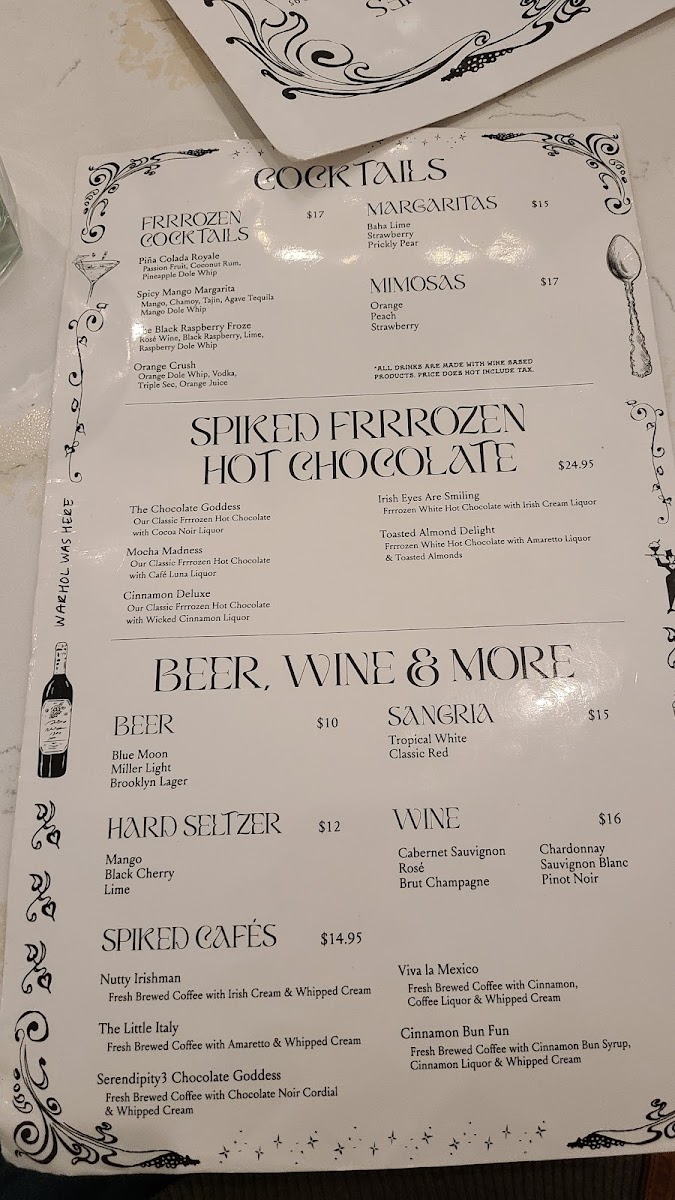 COCKTAILS
FRRROZEN
COCKTAILS
$17
Piña Colada Royale
Passion Fruit, Coconut Rum,
Pineapple Dole Whip
Spicy Mango Margarita
Mango, Chamoy, Tajin, Agave Tequila
Mango Dole Whip
Black Raspberry Froze
Rosé Wine, Black Raspberry, Lime,
Raspberry Dole Whip
Orange Crush
Orange Dole Whip, Vodka,
Triple Sec, Orange Juice
MARGARITAS $15
Baha Lime
Strawberry
Prickly Pear
MIMOSAS $17
Orange
Peach
Strawberry
*ALL DRINKS ARE MADE WITH WINE BASED
PRODUCTS. PRICE DOES NOT INCLUDE TAX.
SPIKED FRRROZEN
HOT CHOCOLATE $24.95
The Chocolate Goddess
Our Classic Frrrozen Hot Chocolate
with Cocoa Noir Liquor
Mocha Madness
Our Classic Frrrozen Hot Chocolate
with Café Luna Liquor
Cinnamon Deluxe
Our Classic Frrrozen Hot Chocolate
with Wicked Cinnamon Liquor
Irish Eyes Are Smiling
Frrrozen White Hot Chocolate with Irish Cream Liquor
Toasted Almond Delight
Frrrozen White Hot Chocolate with Amaretto Liquor
& Toasted Almonds
WARHOL WAS HERE
BEER, WINE & MORE
BEER $10
Blue Moon
Miller Light
Brooklyn Lager
SANGRIA $15
Tropical White
Classic Red
HARD SELTZER $12
Mango
Black Cherry
Lime
WINE $16
Cabernet Sauvignon
Rosé
Brut Champagne
Chardonnay
Sauvignon Blanc
Pinot Noir
SPIKED CAFÉS $14.95
Nutty Irishman
Fresh Brewed Coffee with Irish Cream & Whipped Cream
The Little Italy
Fresh Brewed Coffee with Amaretto & Whipped Cream
Serendipity3 Chocolate Goddess
Fresh Brewed Coffee with Chocolate Noir Cordial
& Whipped Cream
Viva la Mexico
Fresh Brewed Coffee with Cinnamon,
Coffee Liquor & Whipped Cream
Cinnamon Bun Fun
Fresh Brewed Coffee with Cinnamon Bun Syrup,
Cinnamon Liquor & Whipped Cream